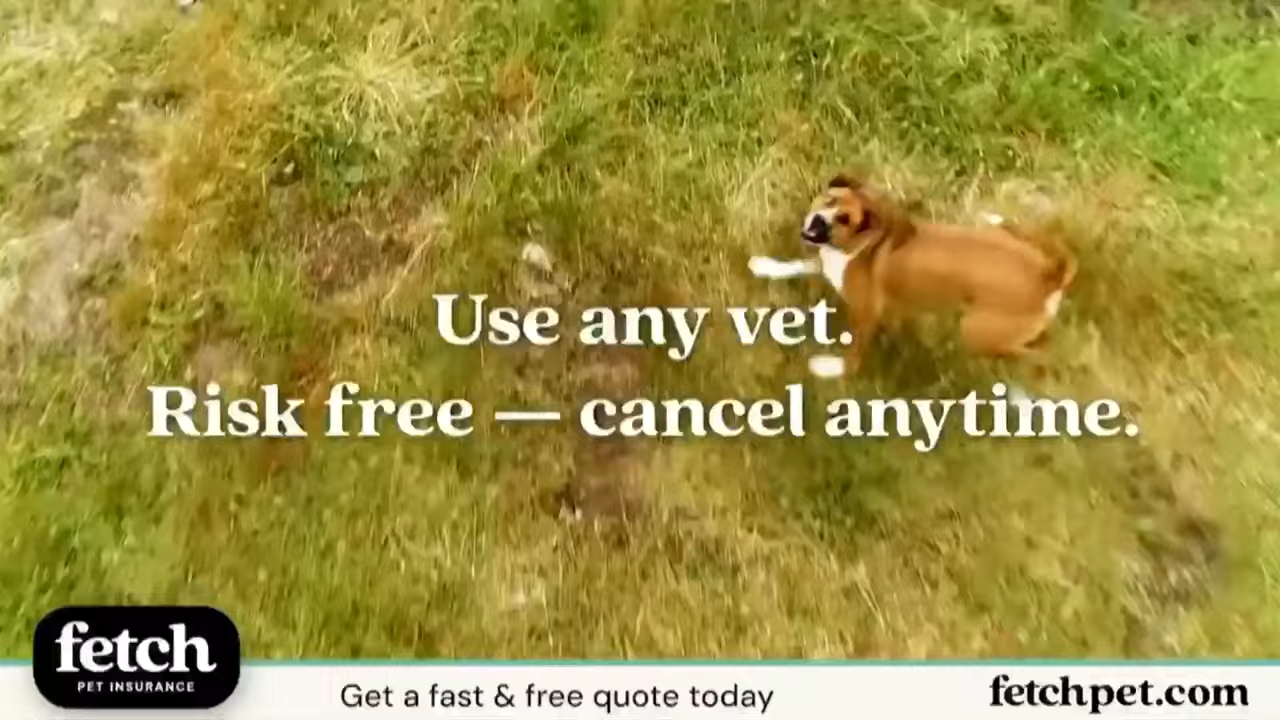 Use any vet.
Risk free — cancel anytime.
fetch
PET INSURANCE
Get a fast & free quote today
fetchpet.com